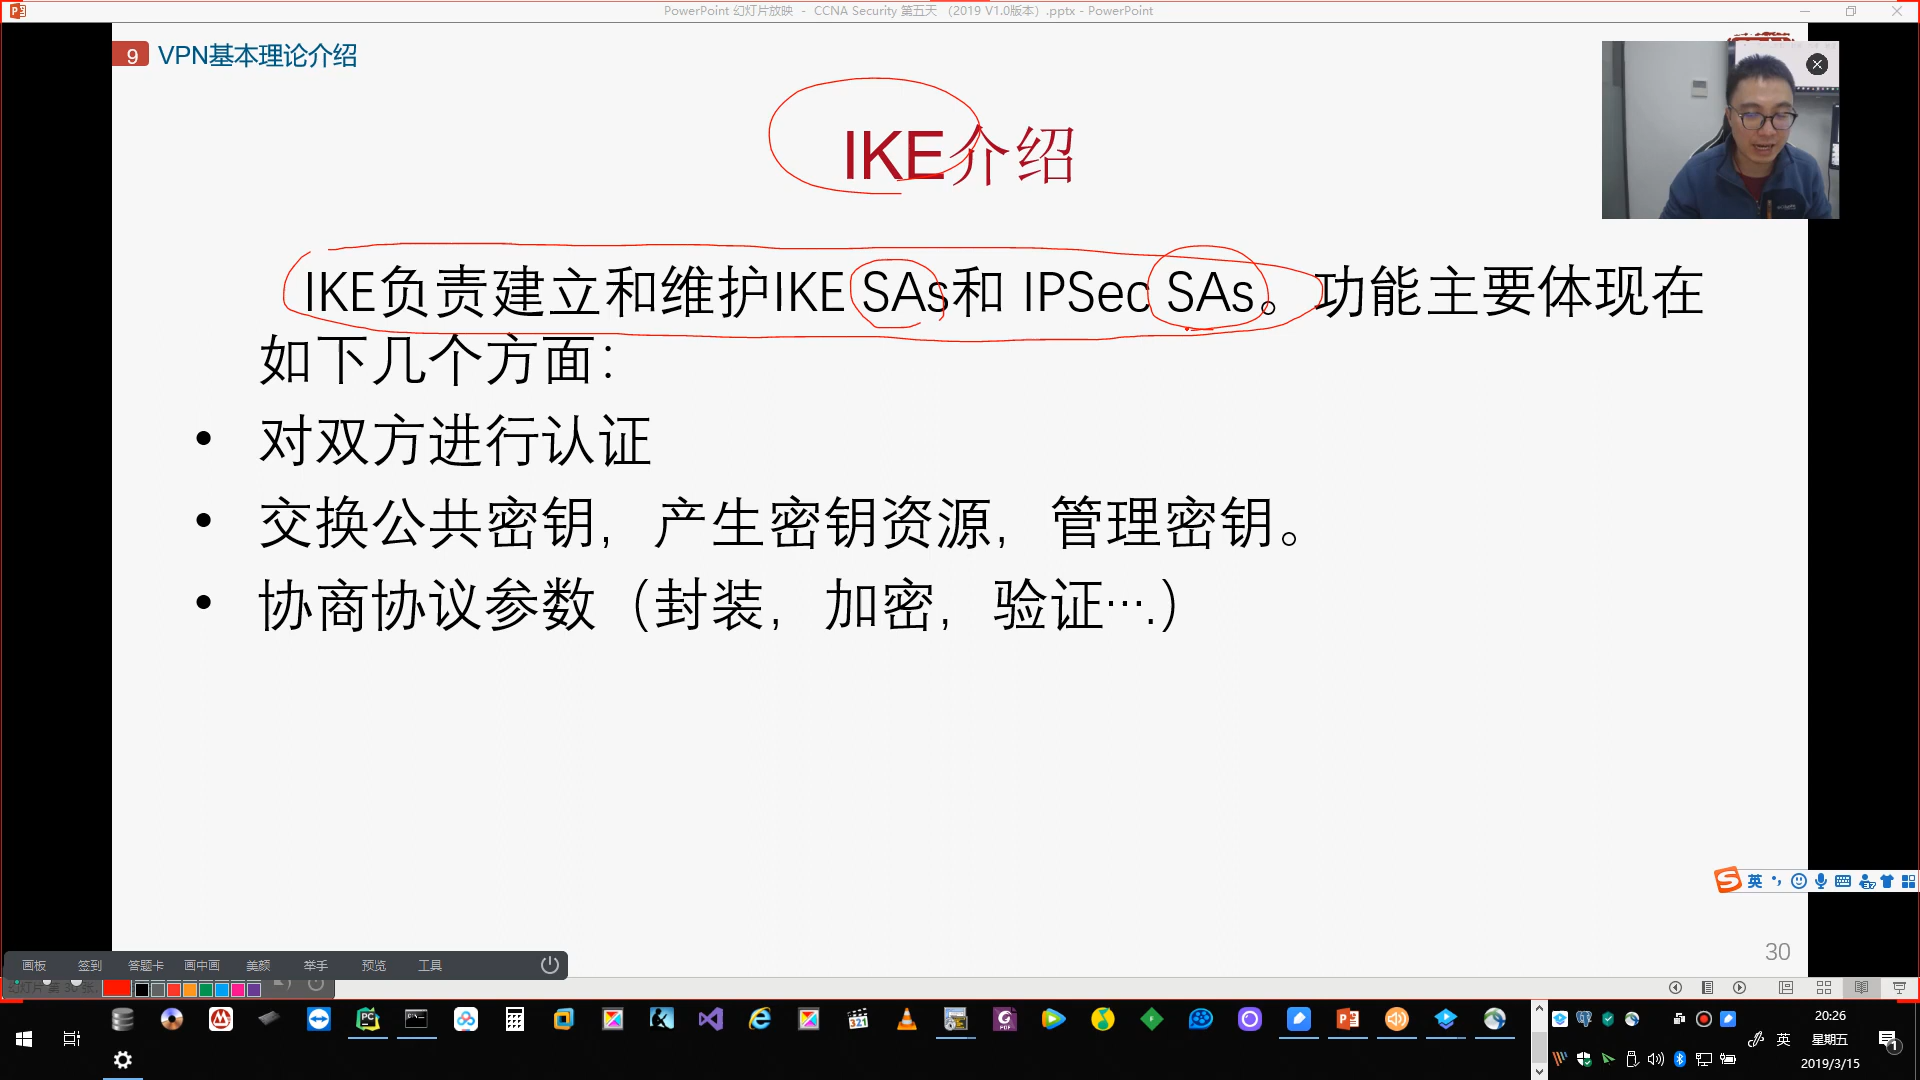 PowerPoint 幻灯片放映 - CCNA Security 第五天 （2019 V1.0版本）.pptx - PowerPoint
9 VPN基本理论介绍
IKE介绍
IKE负责建立和维护IKE SAs和 IPSec SAs。功能主要体现在
如下几个方面：
• 对双方进行认证
• 交换公共密钥，产生密钥资源，管理密钥。
• 协商协议参数（封装，加密，验证….）
英
30
画板 签到 答题卡 画中画 美颜 举手 预览 工具
20:26
英 星期五
2019/3/15